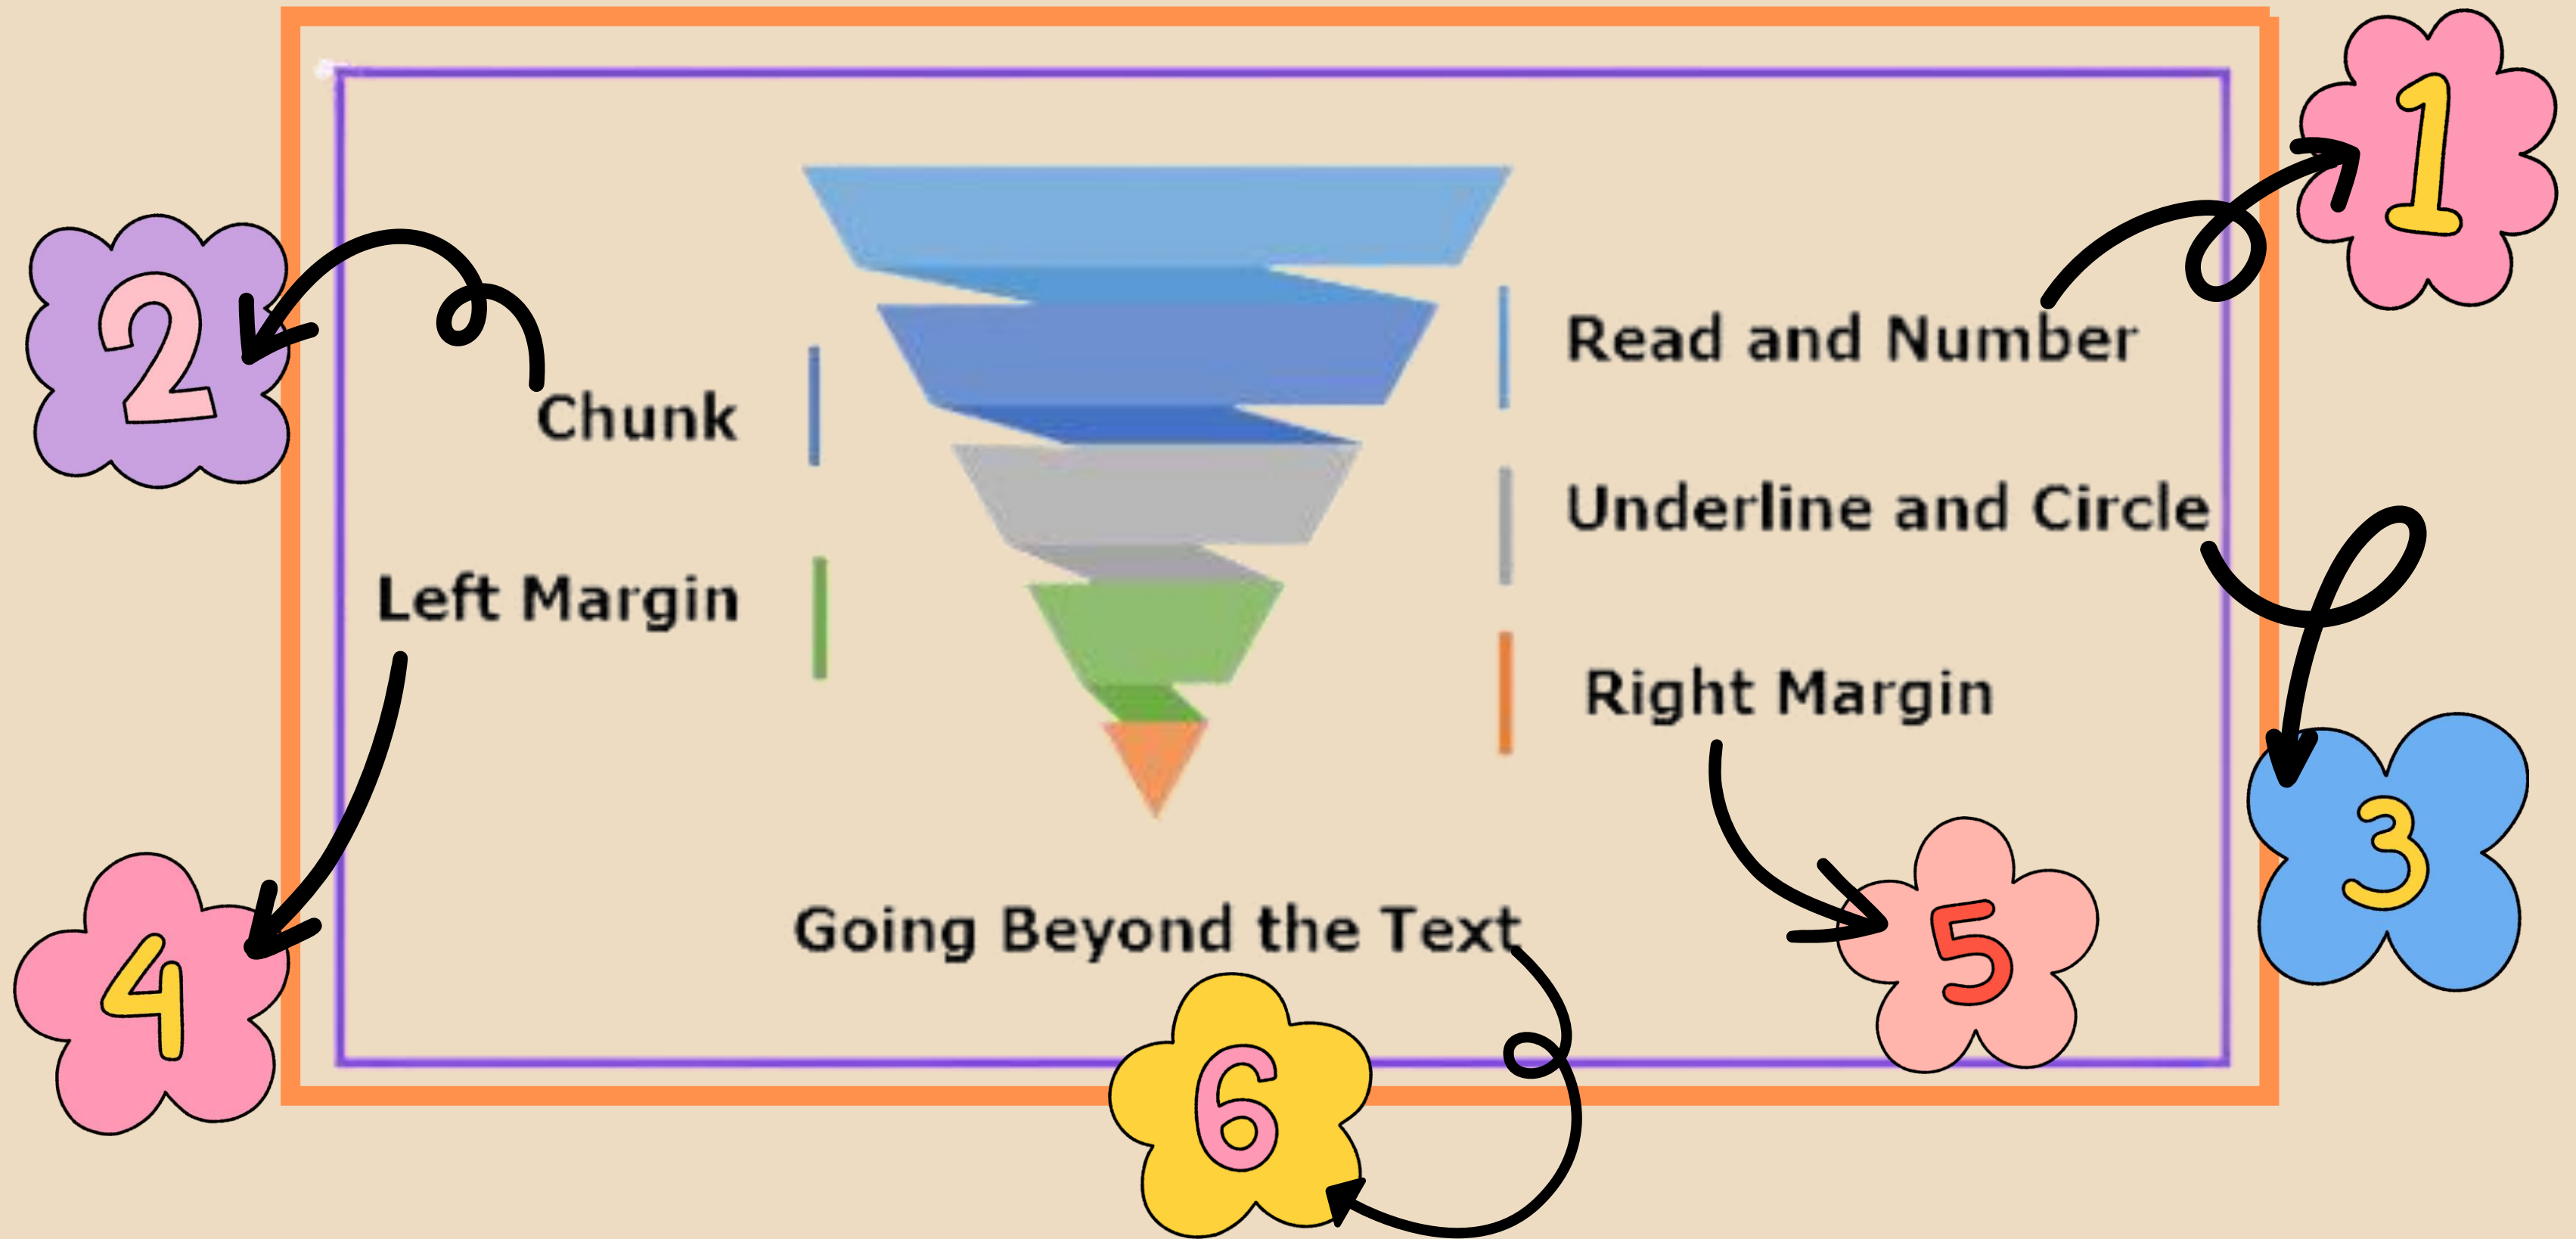 1
Read and Number
2
Chunk
Underline and Circle
3
Left Margin
4
Right Margin
5
Going Beyond the Text
6